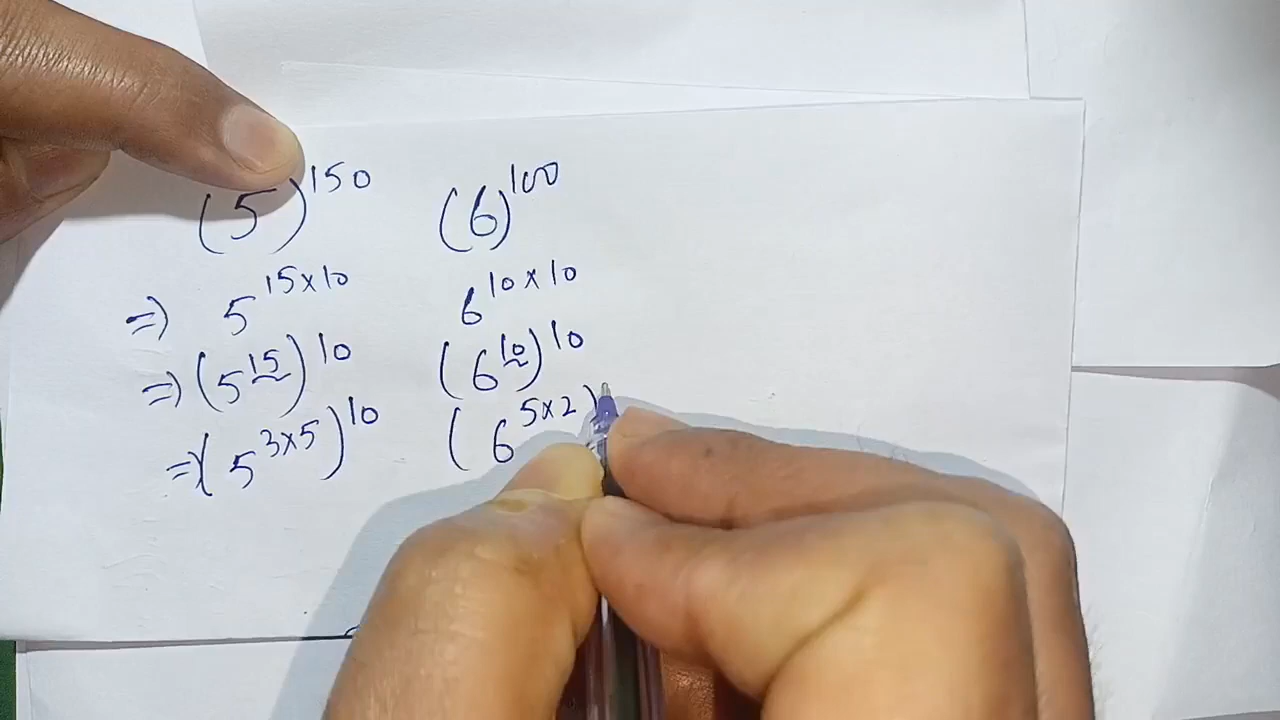 (5)^150 (6)^100
=> 5^15×10 6^10×10
=> (5^15)^10 (6^10)^10
=> (5^3×5)^10 (6^5×2)